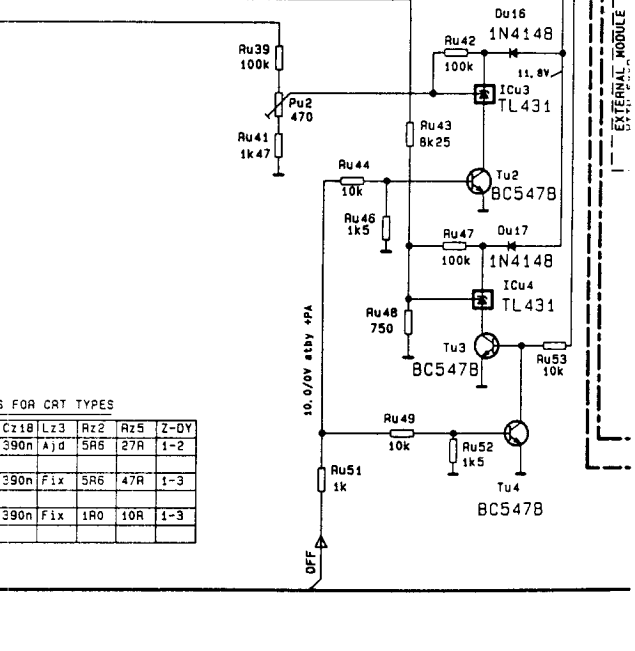 Du16
1N4148
Ru42
100k
11.8V
ICu3
TL431
EXTERNAL MODULE
Ru39
100k
Pu2
470
Ru41
1k47
Ru43
8k25
Ru44
10k
Tu2
BC547B
Ru46
1k5
Ru47
100k
Du17
1N4148
ICu4
TL431
Ru48
750
Tu3
BC547B
Ru53
10k
10.0/0V stby +PA
S FOR CRT TYPES
Cz18 Lz3 Rz2 Rz5 Z-DY
390n Ajd 5R6 27R 1-2
390n Fix 5R6 47R 1-3
390n Fix 1R0 10R 1-3
Ru49
10k
Ru52
1k5
Ru51
1k
Tu4
BC547B
OFF